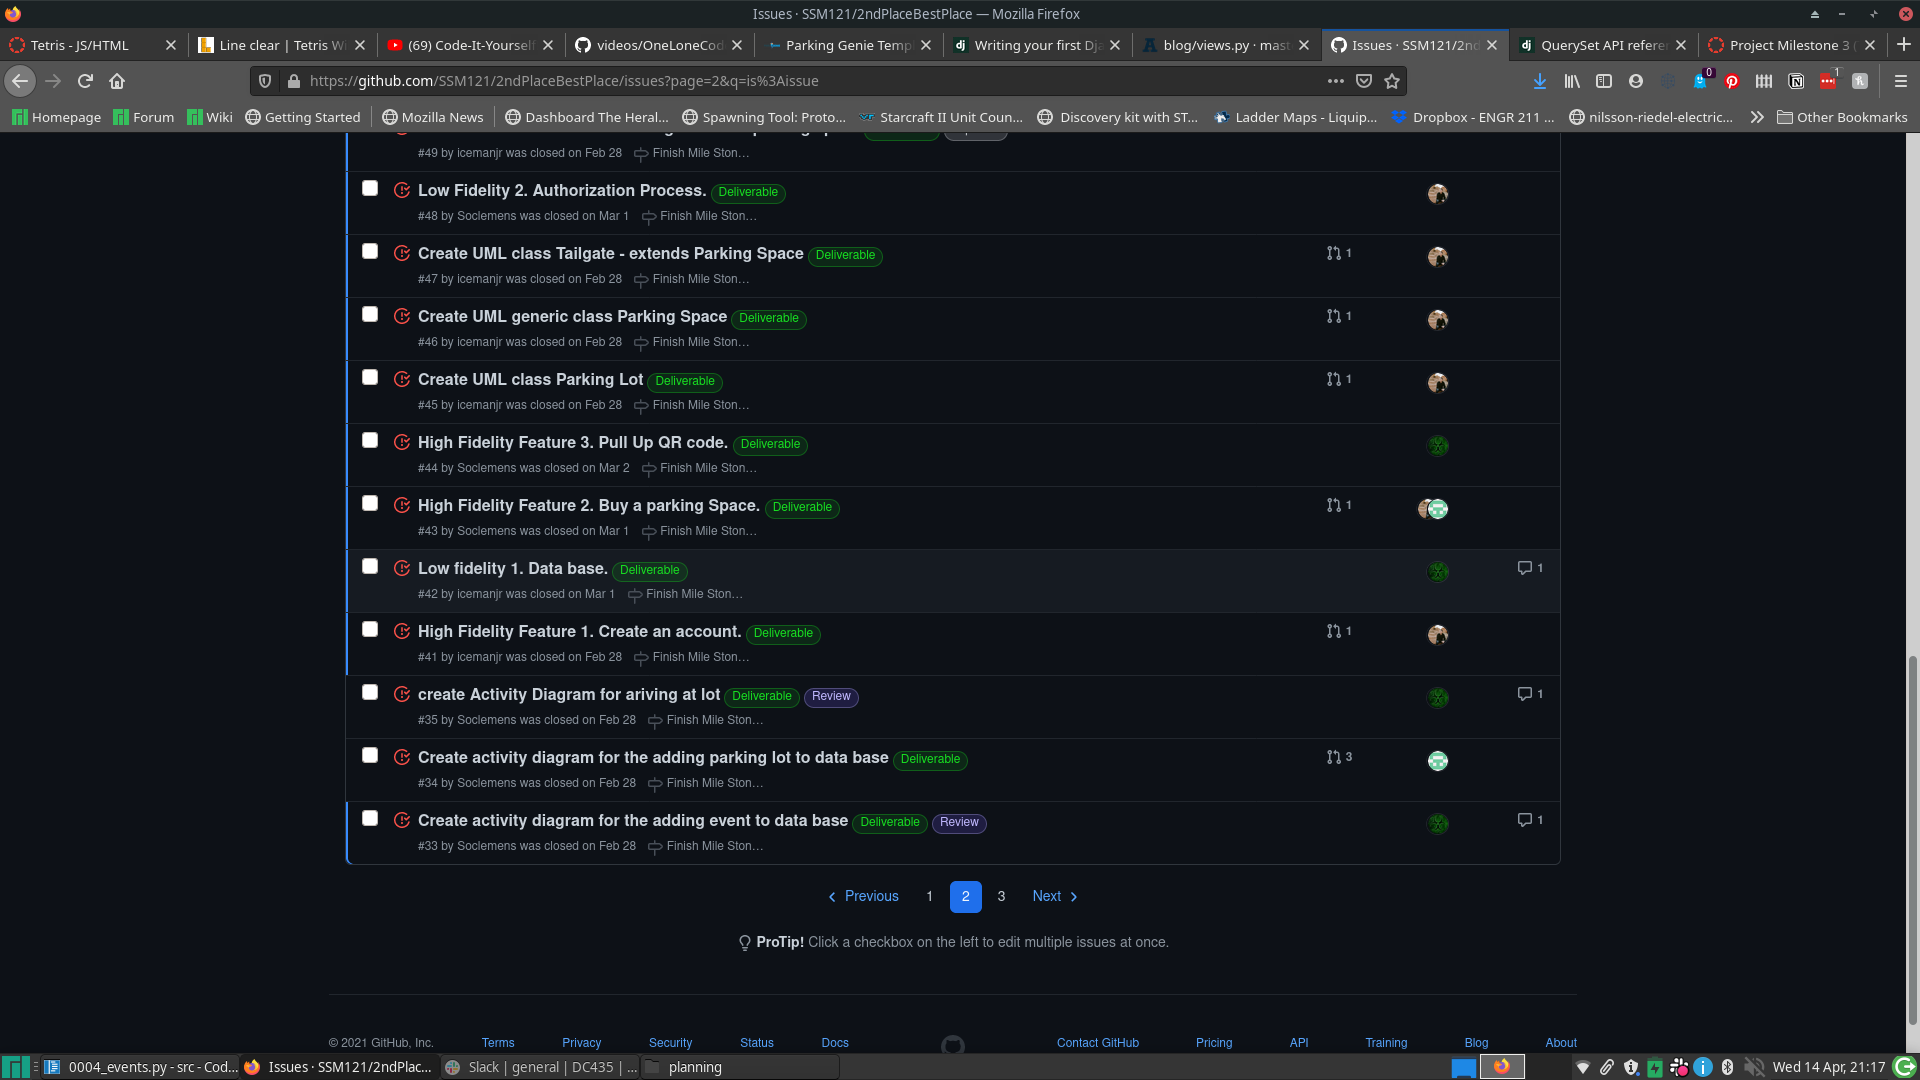 Issues · SSM121/2ndPlaceBestPlace — Mozilla Firefox
Tetris - JS/HTML
Line clear | Tetris Wi
(69) Code-It-Yoursel
videos/OneLoneCod
Parking Genie Temp
Writing your first Dja
blog/views.py · mast
Issues · SSM121/2nd
QuerySet API refere
Project Milestone 3 (
https://github.com/SSM121/2ndPlaceBestPlace/issues?page=2&q=is%3Aissue
0
1
Homepage
Forum
Wiki
Getting Started
Mozilla News
Dashboard The Heral...
Spawning Tool: Proto...
Starcraft II Unit Coun...
Discovery kit with ST...
Ladder Maps - Liquip...
Dropbox - ENGR 211 ...
nilsson-riedel-electric...
Other Bookmarks
#49 by icemanjr was closed on Feb 28 Finish Mile Ston…
Low Fidelity 2. Authorization Process. Deliverable
#48 by Soclemens was closed on Mar 1 Finish Mile Ston…
Create UML class Tailgate - extends Parking Space Deliverable 1
#47 by icemanjr was closed on Feb 28 Finish Mile Ston…
Create UML generic class Parking Space Deliverable 1
#46 by icemanjr was closed on Feb 28 Finish Mile Ston…
Create UML class Parking Lot Deliverable 1
#45 by icemanjr was closed on Feb 28 Finish Mile Ston…
High Fidelity Feature 3. Pull Up QR code. Deliverable
#44 by Soclemens was closed on Mar 2 Finish Mile Ston…
High Fidelity Feature 2. Buy a parking Space. Deliverable 1
#43 by Soclemens was closed on Mar 1 Finish Mile Ston…
Low fidelity 1. Data base. Deliverable 1
#42 by icemanjr was closed on Mar 1 Finish Mile Ston…
High Fidelity Feature 1. Create an account. Deliverable 1
#41 by icemanjr was closed on Feb 28 Finish Mile Ston…
create Activity Diagram for ariving at lot Deliverable Review 1
#35 by Soclemens was closed on Feb 28 Finish Mile Ston…
Create activity diagram for the adding parking lot to data base Deliverable 3
#34 by Soclemens was closed on Feb 28 Finish Mile Ston…
Create activity diagram for the adding event to data base Deliverable Review 1
#33 by Soclemens was closed on Feb 28 Finish Mile Ston…
Previous 1 2 3 Next
ProTip! Click a checkbox on the left to edit multiple issues at once.
© 2021 GitHub, Inc. Terms Privacy Security Status Docs Contact GitHub Pricing API Training Blog About
0004_events.py - src - Cod...
Issues · SSM121/2ndPlac...
Slack | general | DC435 | ...
planning
Wed 14 Apr, 21:17